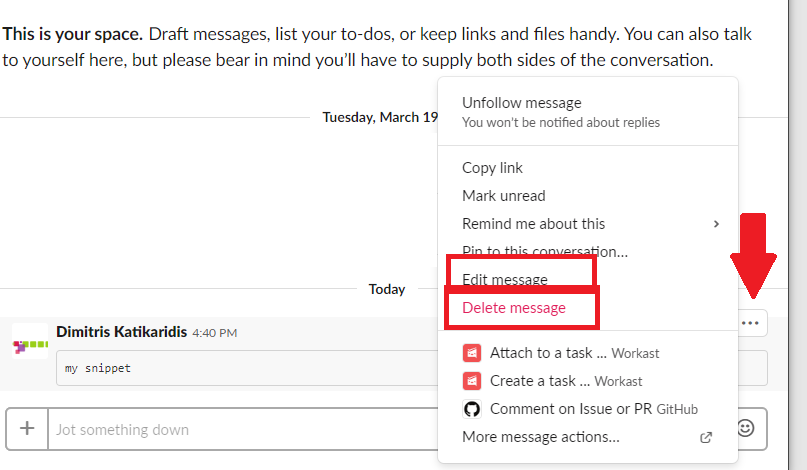 This is your space. Draft messages, list your to-dos, or keep links and files handy. You can also talk
to yourself here, but please bear in mind you'll have to supply both sides of the conversation.
Tuesday, March 19
Unfollow message
You won't be notified about replies
Copy link
Mark unread
Remind me about this
Pin to this conversation...
Edit message
Delete message
Today
Dimitris Katikaridis 4:40 PM
my snippet
Attach to a task ... Workast
Create a task ... Workast
Comment on Issue or PR GitHub
More message actions...
Jot something down